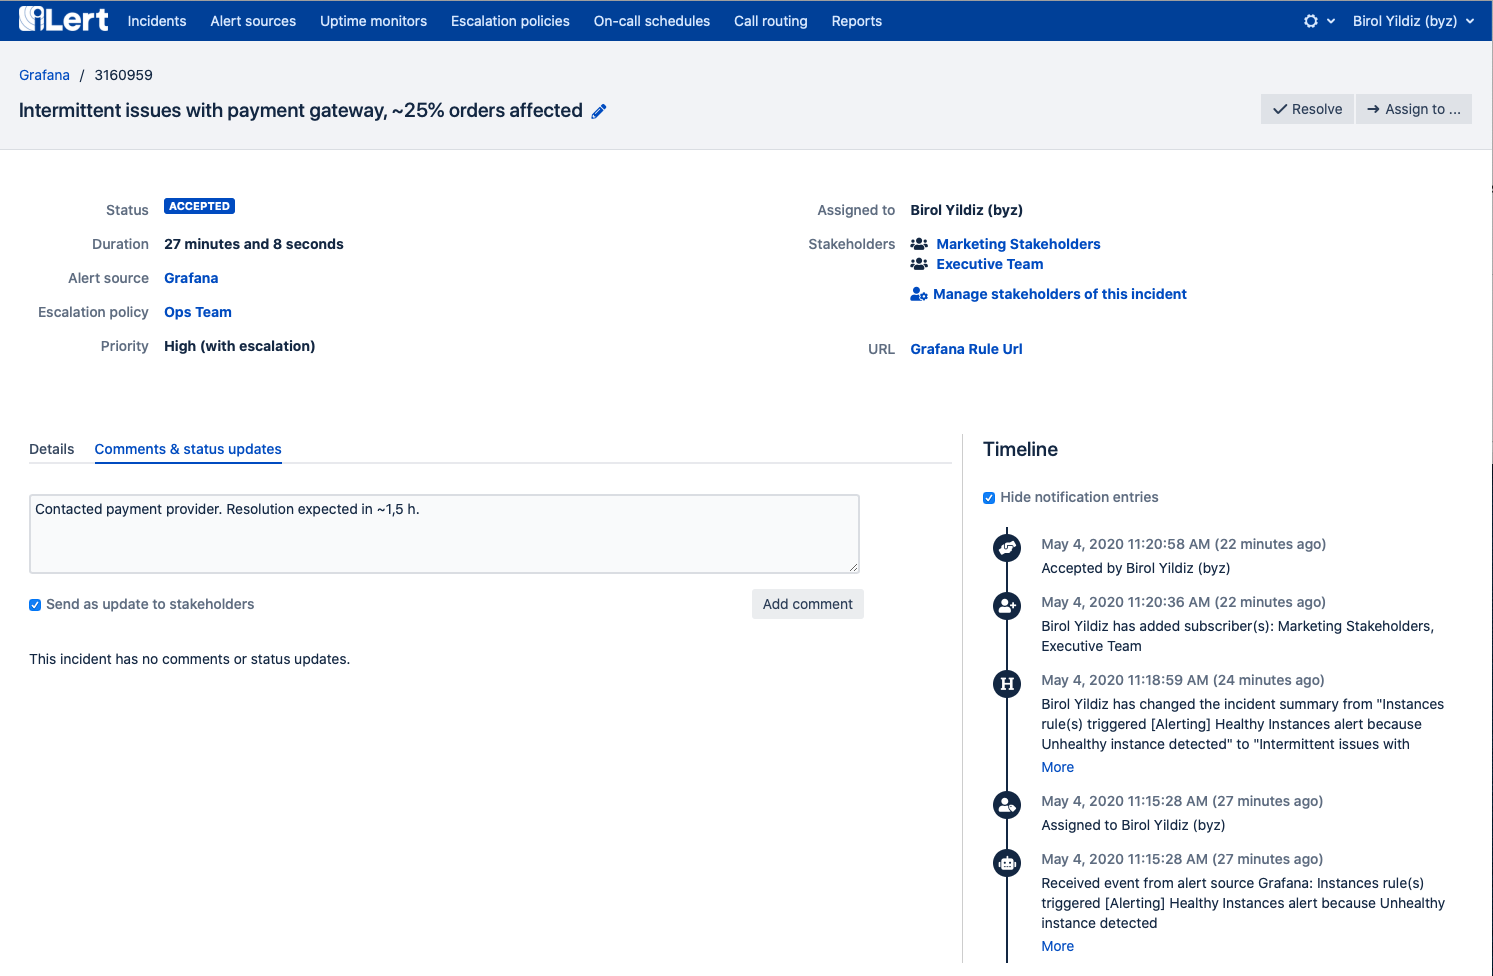 iLert Incidents Alert sources Uptime monitors Escalation policies On-call schedules Call routing Reports Birol Yildiz (byz)
Grafana / 3160959
Intermittent issues with payment gateway, ~25% orders affected
Resolve Assign to ...
Status ACCEPTED
Duration 27 minutes and 8 seconds
Alert source Grafana
Escalation policy Ops Team
Priority High (with escalation)
Assigned to Birol Yildiz (byz)
Stakeholders Marketing Stakeholders
Executive Team
Manage stakeholders of this incident
URL Grafana Rule Url
Details Comments & status updates
Contacted payment provider. Resolution expected in ~1,5 h.
Send as update to stakeholders
Add comment
This incident has no comments or status updates.
Timeline
Hide notification entries
May 4, 2020 11:20:58 AM (22 minutes ago)
Accepted by Birol Yildiz (byz)
May 4, 2020 11:20:36 AM (22 minutes ago)
Birol Yildiz has added subscriber(s): Marketing Stakeholders,
Executive Team
H
May 4, 2020 11:18:59 AM (24 minutes ago)
Birol Yildiz has changed the incident summary from "Instances
rule(s) triggered [Alerting] Healthy Instances alert because
Unhealthy instance detected" to "Intermittent issues with
More
May 4, 2020 11:15:28 AM (27 minutes ago)
Assigned to Birol Yildiz (byz)
May 4, 2020 11:15:28 AM (27 minutes ago)
Received event from alert source Grafana: Instances rule(s)
triggered [Alerting] Healthy Instances alert because Unhealthy
instance detected
More